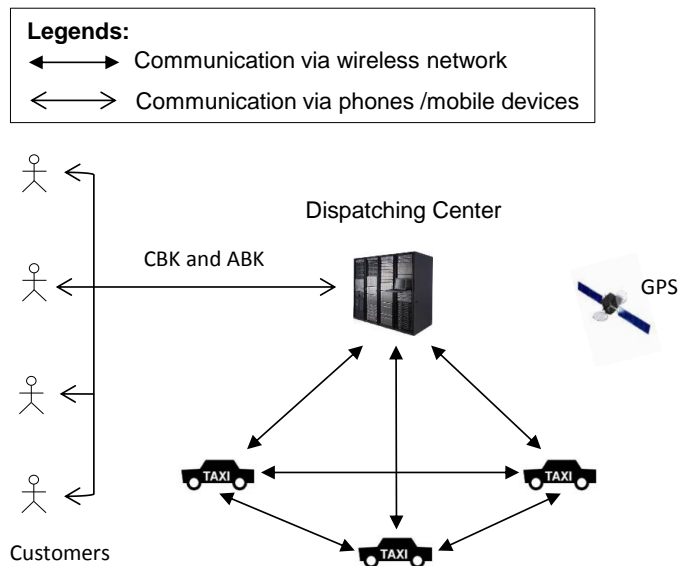 Legends:
Communication via wireless network
Communication via phones /mobile devices
Dispatching Center
CBK and ABK
GPS
TAXI
TAXI
TAXI
Customers